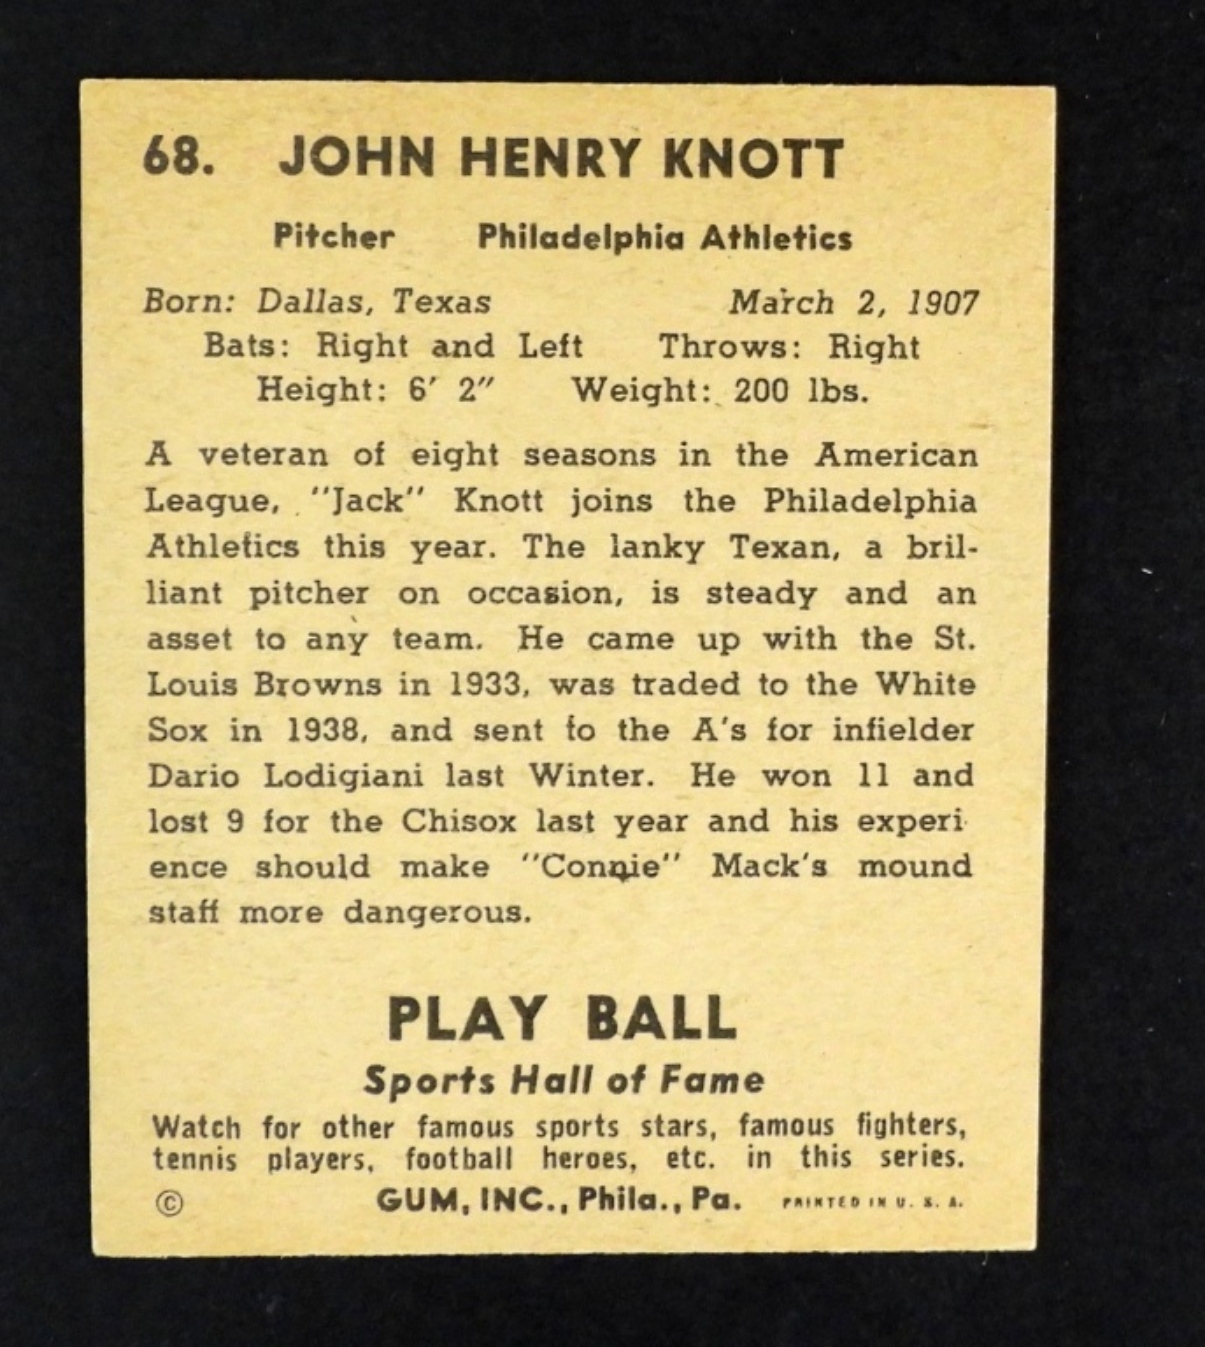 68. JOHN HENRY KNOTT
Pitcher Philadelphia Athletics
Born: Dallas, Texas March 2, 1907
Bats: Right and Left Throws: Right
Height: 6′ 2″ Weight: 200 lbs.
A veteran of eight seasons in the American
League, "Jack" Knott joins the Philadelphia
Athletics this year. The lanky Texan, a bril-
liant pitcher on occasion, is steady and an
asset to any team. He came up with the St.
Louis Browns in 1933, was traded to the White
Sox in 1938, and sent to the A's for infielder
Dario Lodigiani last Winter. He won 11 and
lost 9 for the Chisox last year and his experi-
ence should make "Connie" Mack's mound
staff more dangerous.
PLAY BALL
Sports Hall of Fame
Watch for other famous sports stars, famous fighters,
tennis players, football heroes, etc. in this series.
© GUM, INC., Phila., Pa. PRINTED IN U. S. A.